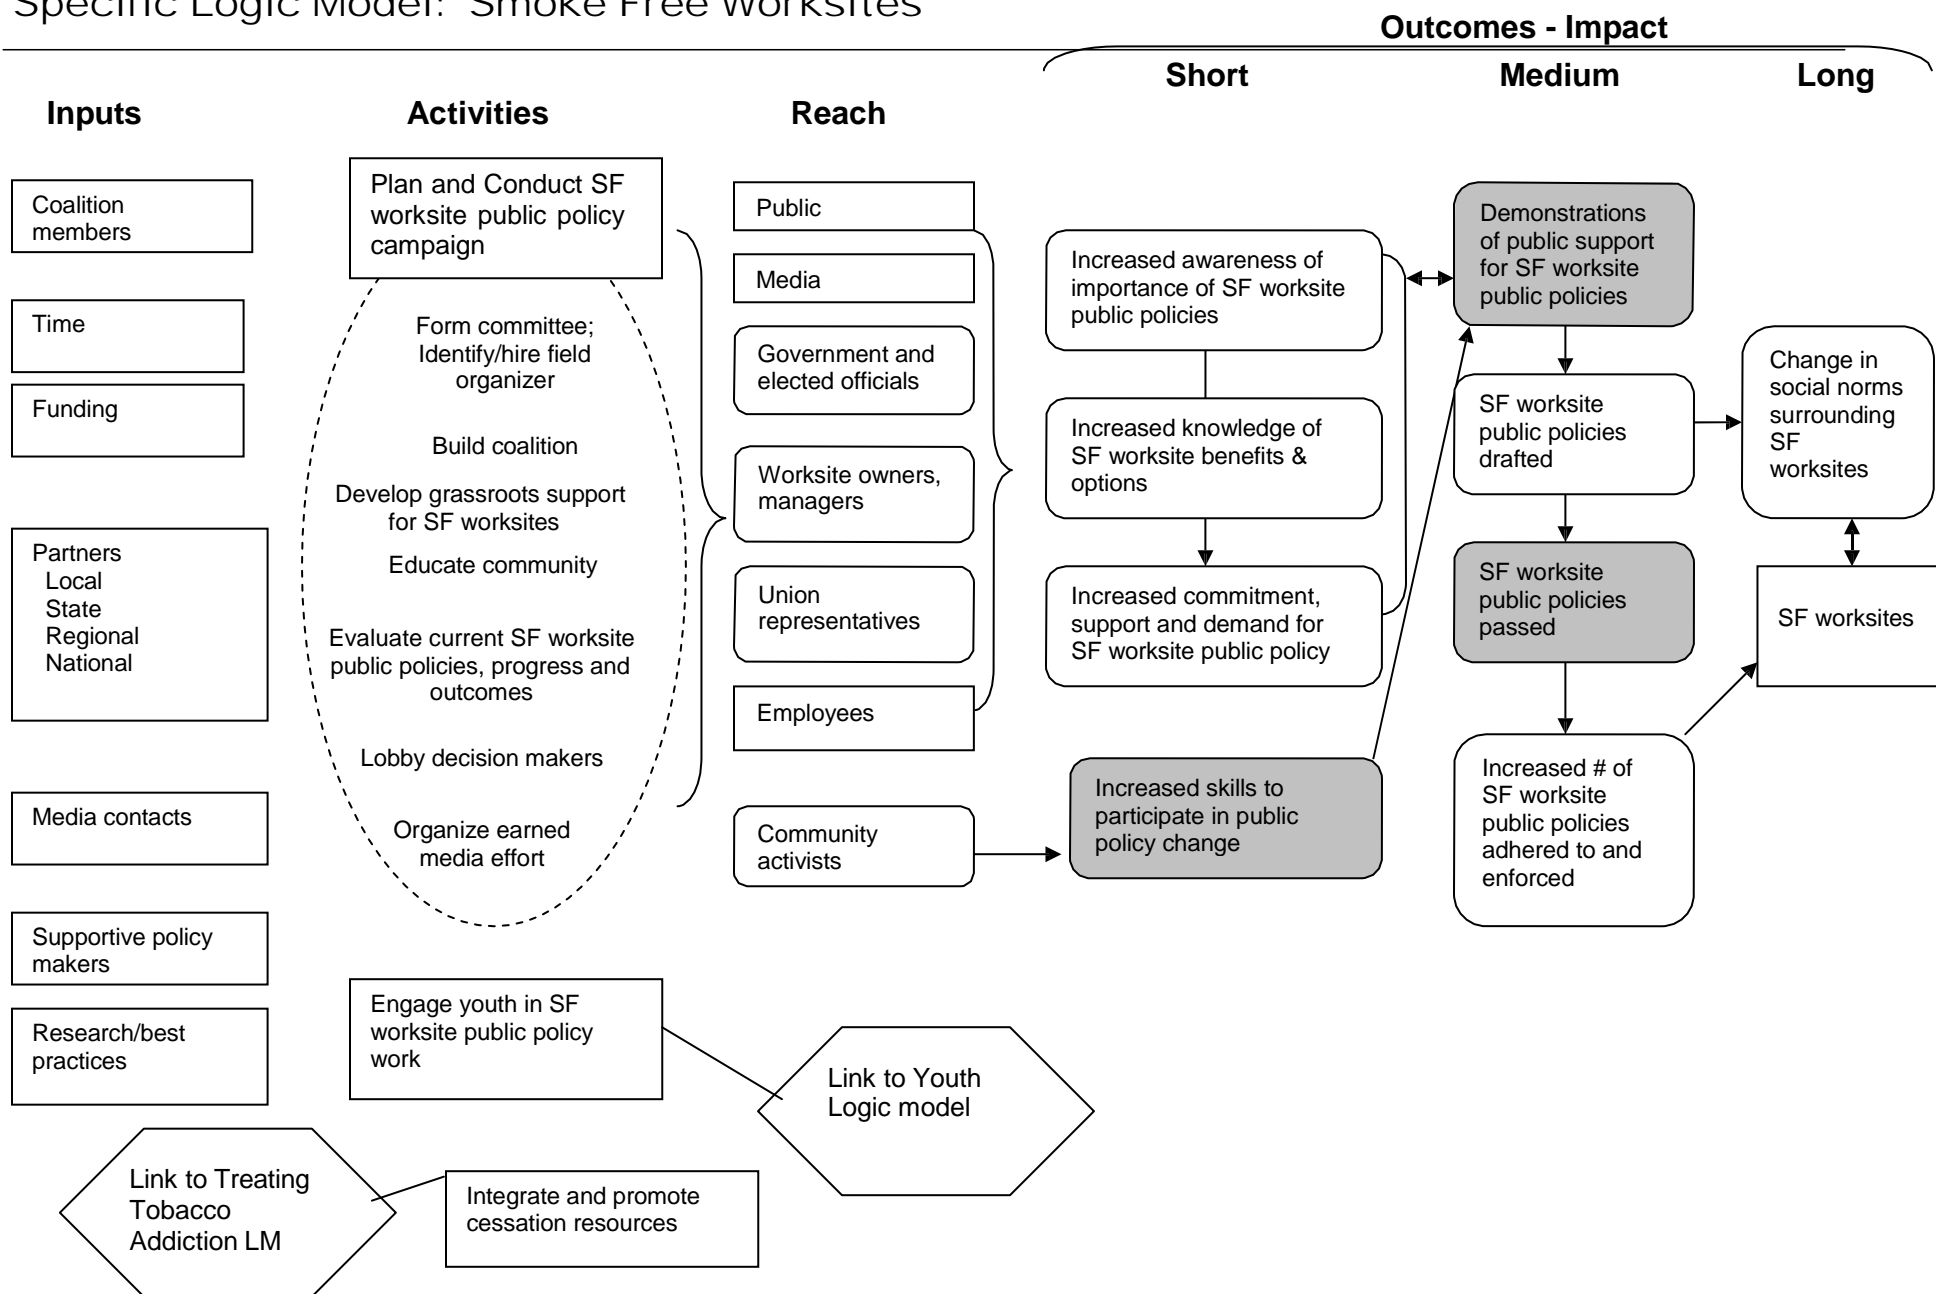 Specific Logic Model:  Smoke Free Worksites
Outcomes - Impact
Short
Medium
Long
Inputs
Activities
Reach
Coalition
members
Time
Funding
Partners
Local
State
Regional
National
Media contacts
Supportive policy
makers
Research/best
practices
Link to Treating
Tobacco
Addiction LM
Plan and Conduct SF
worksite public policy
campaign
Form committee;
Identify/hire field
organizer
Build coalition
Develop grassroots support
for SF worksites
Educate community
Evaluate current SF worksite
public policies, progress and
outcomes
Lobby decision makers
Organize earned
media effort
Engage youth in SF
worksite public policy
work
Integrate and promote
cessation resources
Public
Media
Government and
elected officials
Worksite owners,
managers
Union
representatives
Employees
Community
activists
Link to Youth
Logic model
Increased awareness of
importance of SF worksite
public policies
Increased knowledge of
SF worksite benefits &
options
Increased commitment,
support and demand for
SF worksite public policy
Increased skills to
participate in public
policy change
Demonstrations
of public support
for SF worksite
public policies
SF worksite
public policies
drafted
SF worksite
public policies
passed
Increased # of
SF worksite
public policies
adhered to and
enforced
Change in
social norms
surrounding
SF
worksites
SF worksites